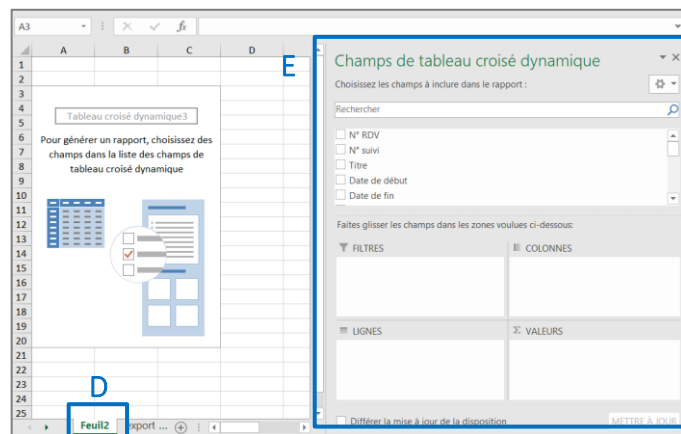 A3
fx
A B C D
E
1
2
3
4
5
6
7
8
9
10
11
12
13
14
15
16
17
18
19
20
21
22
23
24
25
Tableau croisé dynamique3
Pour générer un rapport, choisissez des
champs dans la liste des champs de
tableau croisé dynamique
D
Feuil2 export ...
Champs de tableau croisé dynamique
Choisissez les champs à inclure dans le rapport :
Rechercher
N° RDV
N° suivi
Titre
Date de début
Date de fin
Faites glisser les champs dans les zones voulues ci-dessous:
FILTRES
COLONNES
LIGNES
Σ VALEURS
Différer la mise à jour de la disposition
METTRE À JOUR